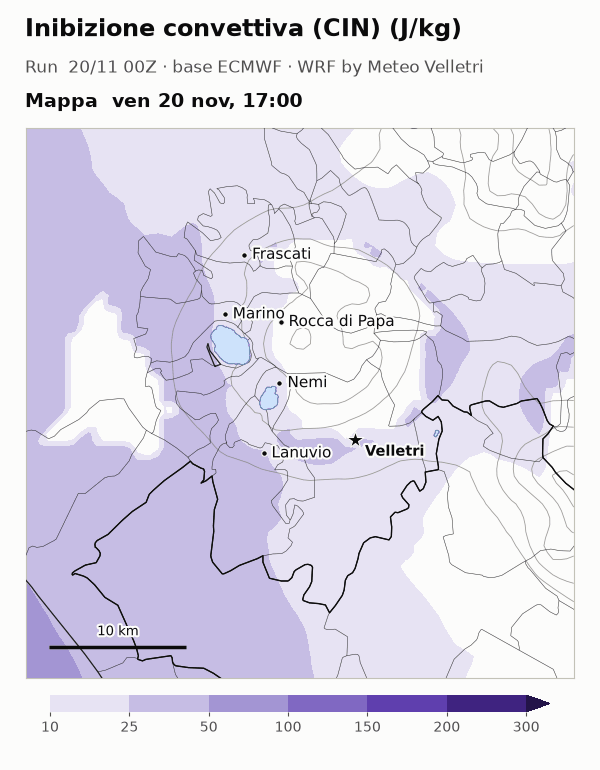 Inibizione convettiva (CIN) (J/kg)
Run  20/11 00Z · base ECMWF · WRF by Meteo Velletri
Mappa  ven 20 nov, 17:00
Frascati
Marino
Rocca di Papa
Nemi
Velletri
Lanuvio
10 km
10 25 50 100 150 200 300